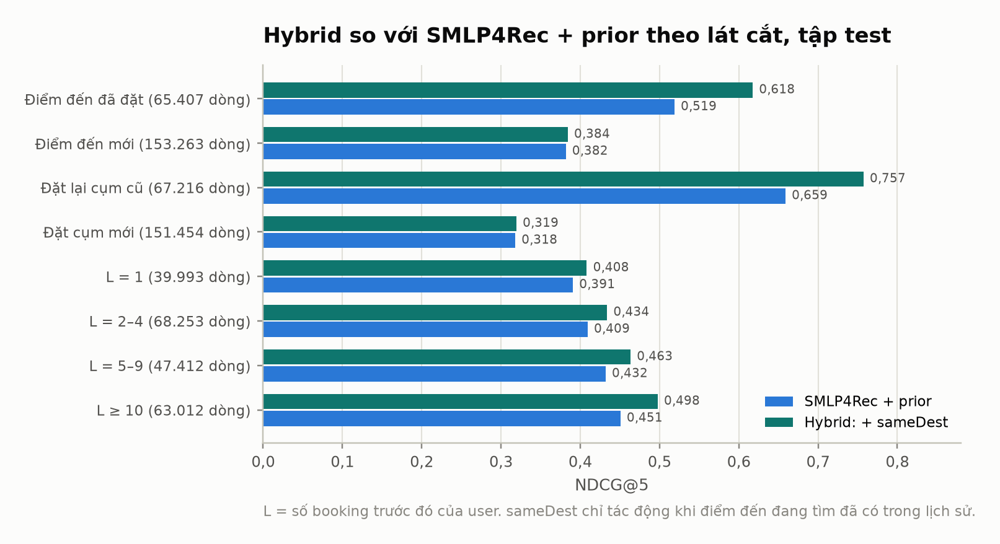 Hybrid so với SMLP4Rec + prior theo lát cắt, tập test
Điểm đến đã đặt (65.407 dòng)
0,618
0,519
Điểm đến mới (153.263 dòng)
0,384
0,382
Đặt lại cụm cũ (67.216 dòng)
0,757
0,659
Đặt cụm mới (151.454 dòng)
0,319
0,318
L = 1 (39.993 dòng)
0,408
0,391
L = 2–4 (68.253 dòng)
0,434
0,409
L = 5–9 (47.412 dòng)
0,463
0,432
L ≥ 10 (63.012 dòng)
0,498
0,451
SMLP4Rec + prior
Hybrid: + sameDest
0,0 0,1 0,2 0,3 0,4 0,5 0,6 0,7 0,8
NDCG@5
L = số booking trước đó của user. sameDest chỉ tác động khi điểm đến đang tìm đã có trong lịch sử.